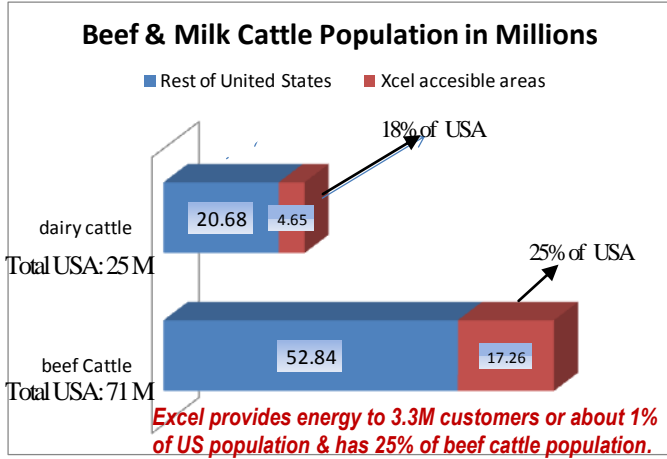 Beef & Milk Cattle Population in Millions
Rest of United States Xcel accesible areas
18% of USA
20.68 4.65
dairy cattle
Total USA: 25 M
25% of USA
52.84 17.26
beef Cattle
Total USA: 71 M
Excel provides energy to 3.3M customers or about 1%
of US population & has 25% of beef cattle population.